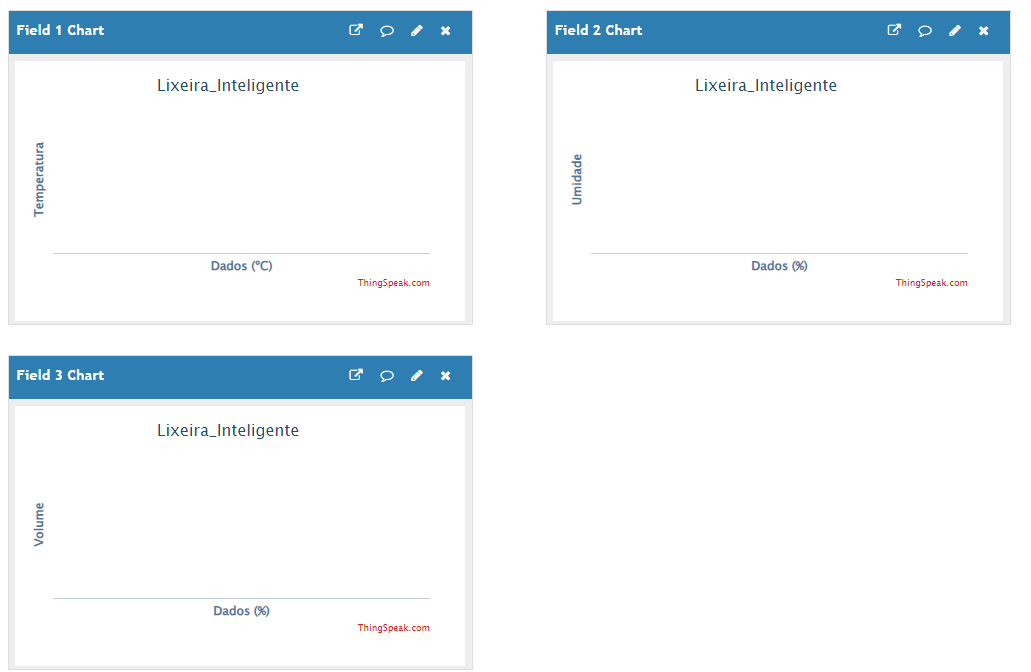 Field 1 Chart
Lixeira_Inteligente
Temperatura
Dados (ºC)
ThingSpeak.com
Field 2 Chart
Lixeira_Inteligente
Umidade
Dados (%)
ThingSpeak.com
Field 3 Chart
Lixeira_Inteligente
Volume
Dados (%)
ThingSpeak.com